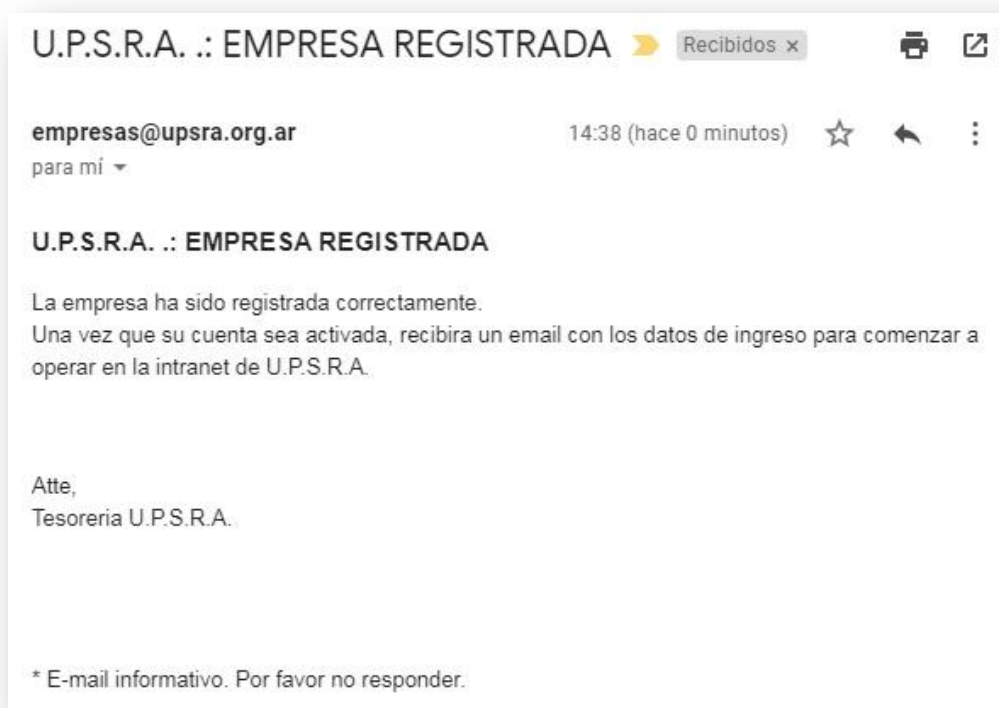 U.P.S.R.A. .: EMPRESA REGISTRADA Recibidos x
empresas@upsra.org.ar 14:38 (hace 0 minutos)
para mí
U.P.S.R.A. .: EMPRESA REGISTRADA
La empresa ha sido registrada correctamente.
Una vez que su cuenta sea activada, recibira un email con los datos de ingreso para comenzar a
operar en la intranet de U.P.S.R.A.
Atte,
Tesoreria U.P.S.R.A.
* E-mail informativo. Por favor no responder.